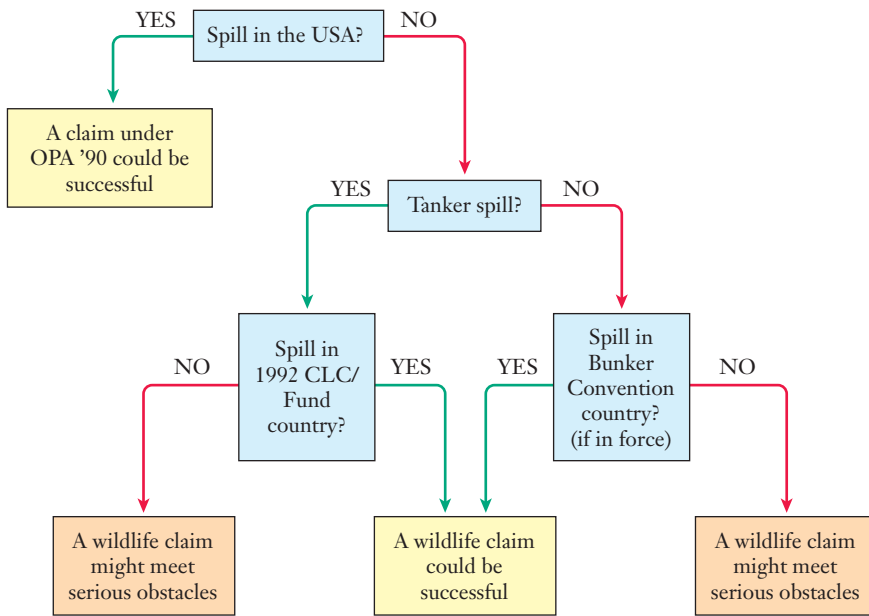 YES
Spill in the USA?
NO
A claim under
OPA ’90 could be
successful
YES
Tanker spill?
NO
NO
Spill in
1992 CLC/
Fund
country?
YES
YES
Spill in
Bunker
Convention
country?
(if in force)
NO
A wildlife claim
might meet
serious obstacles
A wildlife claim
could be
successful
A wildlife claim
might meet
serious obstacles